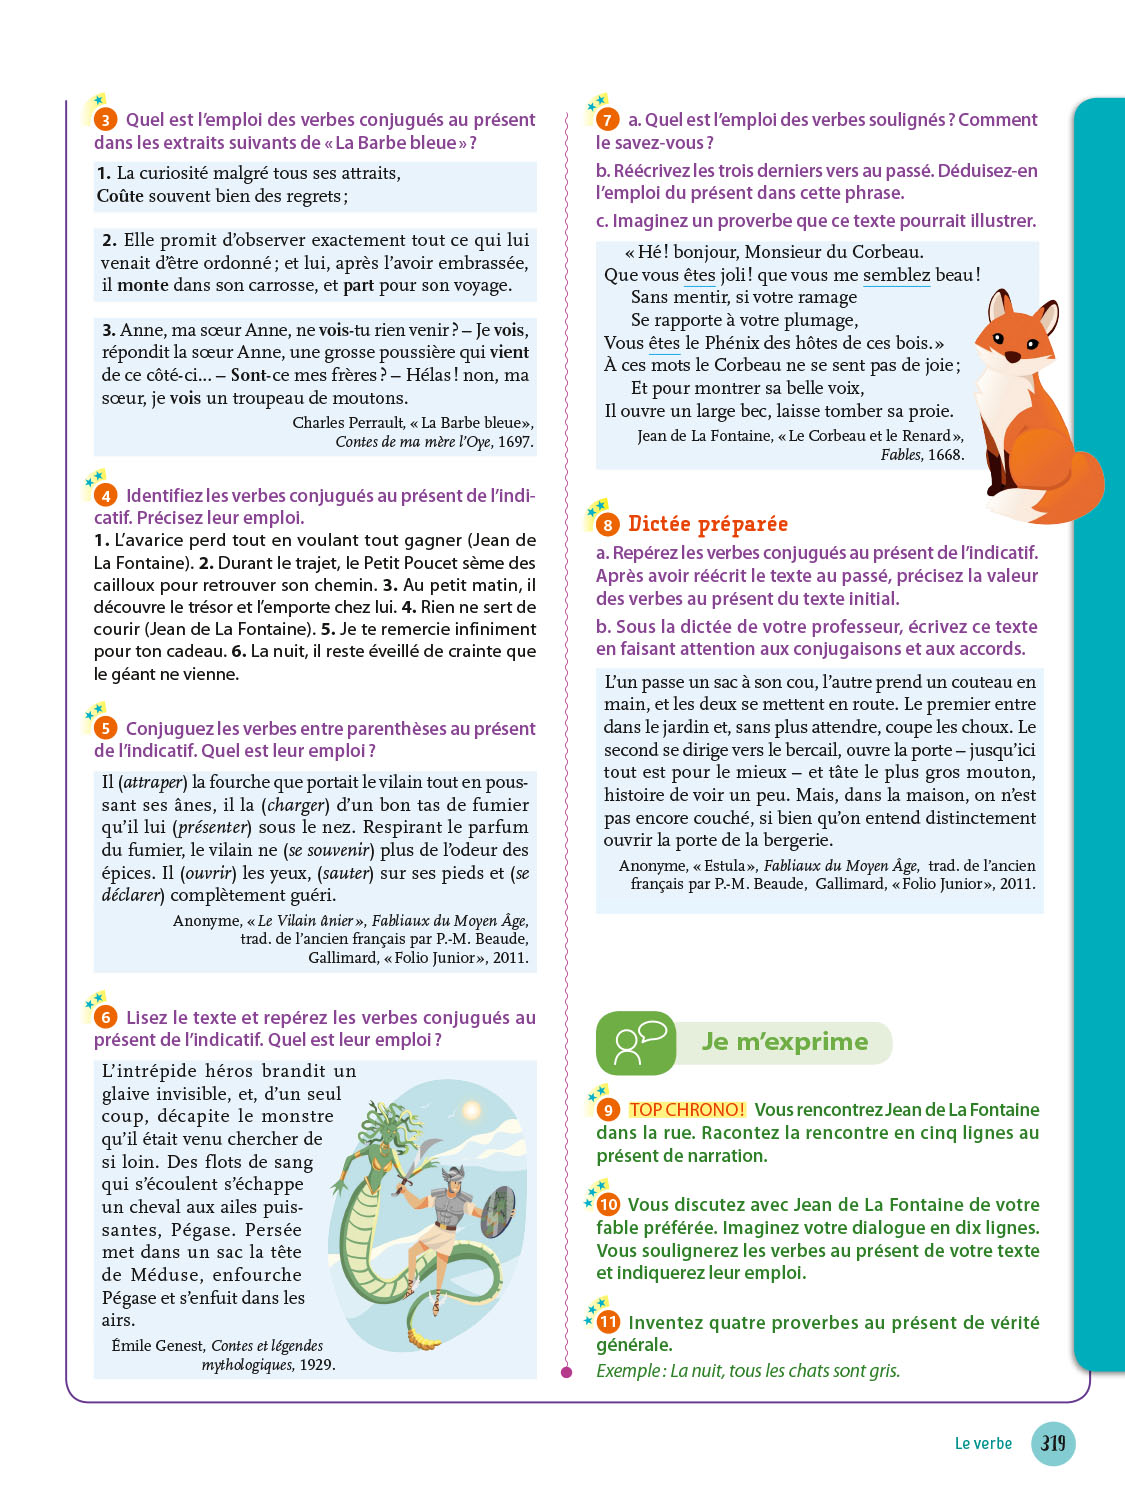 3 Quel est l'emploi des verbes conjugués au présent
dans les extraits suivants de « La Barbe bleue » ?
1. La curiosité malgré tous ses attraits,
Coûte souvent bien des regrets ;
2. Elle promit d'observer exactement tout ce qui lui
venait d'être ordonné ; et lui, après l'avoir embrassée,
il monte dans son carrosse, et part pour son voyage.
3. Anne, ma sœur Anne, ne vois-tu rien venir ? – Je vois,
répondit la sœur Anne, une grosse poussière qui vient
de ce côté-ci... – Sont-ce mes frères ? – Hélas ! non, ma
sœur, je vois un troupeau de moutons.
Charles Perrault, « La Barbe bleue »,
Contes de ma mère l'Oye, 1697.
4 Identifiez les verbes conjugués au présent de l'indi-
catif. Précisez leur emploi.
1. L'avarice perd tout en voulant tout gagner (Jean de
La Fontaine). 2. Durant le trajet, le Petit Poucet sème des
cailloux pour retrouver son chemin. 3. Au petit matin, il
découvre le trésor et l'emporte chez lui. 4. Rien ne sert de
courir (Jean de La Fontaine). 5. Je te remercie infiniment
pour ton cadeau. 6. La nuit, il reste éveillé de crainte que
le géant ne vienne.
5 Conjuguez les verbes entre parenthèses au présent
de l'indicatif. Quel est leur emploi ?
Il (attraper) la fourche que portait le vilain tout en pous-
sant ses ânes, il la (charger) d'un bon tas de fumier
qu'il lui (présenter) sous le nez. Respirant le parfum
du fumier, le vilain ne (se souvenir) plus de l'odeur des
épices. Il (ouvrir) les yeux, (sauter) sur ses pieds et (se
déclarer) complètement guéri.
Anonyme, « Le Vilain ânier », Fabliaux du Moyen Âge,
trad. de l'ancien français par P.-M. Beaude,
Gallimard, « Folio Junior », 2011.
6 Lisez le texte et repérez les verbes conjugués au
présent de l'indicatif. Quel est leur emploi ?
L'intrépide héros brandit un
glaive invisible, et, d'un seul
coup, décapite le monstre
qu'il était venu chercher de
si loin. Des flots de sang
qui s'écoulent s'échappe
un cheval aux ailes puis-
santes, Pégase. Persée
met dans un sac la tête
de Méduse, enfourche
Pégase et s'enfuit dans les
airs.
Émile Genest, Contes et légendes
mythologiques, 1929.
7 a. Quel est l'emploi des verbes soulignés ? Comment
le savez-vous ?
b. Réécrivez les trois derniers vers au passé. Déduisez-en
l'emploi du présent dans cette phrase.
c. Imaginez un proverbe que ce texte pourrait illustrer.
« Hé ! bonjour, Monsieur du Corbeau.
Que vous êtes joli ! que vous me semblez beau !
Sans mentir, si votre ramage
Se rapporte à votre plumage,
Vous êtes le Phénix des hôtes de ces bois. »
À ces mots le Corbeau ne se sent pas de joie ;
Et pour montrer sa belle voix,
Il ouvre un large bec, laisse tomber sa proie.
Jean de La Fontaine, « Le Corbeau et le Renard »,
Fables, 1668.
8 Dictée préparée
a. Repérez les verbes conjugués au présent de l'indicatif.
Après avoir réécrit le texte au passé, précisez la valeur
des verbes au présent du texte initial.
b. Sous la dictée de votre professeur, écrivez ce texte
en faisant attention aux conjugaisons et aux accords.
L'un passe un sac à son cou, l'autre prend un couteau en
main, et les deux se mettent en route. Le premier entre
dans le jardin et, sans plus attendre, coupe les choux. Le
second se dirige vers le bercail, ouvre la porte – jusqu'ici
tout est pour le mieux – et tâte le plus gros mouton,
histoire de voir un peu. Mais, dans la maison, on n'est
pas encore couché, si bien qu'on entend distinctement
ouvrir la porte de la bergerie.
Anonyme, « Estula », Fabliaux du Moyen Âge, trad. de l'ancien
français par P.-M. Beaude, Gallimard, « Folio Junior », 2011.
Je m'exprime
9 TOP CHRONO! Vous rencontrez Jean de La Fontaine
dans la rue. Racontez la rencontre en cinq lignes au
présent de narration.
10 Vous discutez avec Jean de La Fontaine de votre
fable préférée. Imaginez votre dialogue en dix lignes.
Vous soulignerez les verbes au présent de votre texte
et indiquerez leur emploi.
11 Inventez quatre proverbes au présent de vérité
générale.
Exemple : La nuit, tous les chats sont gris.
Le verbe 319